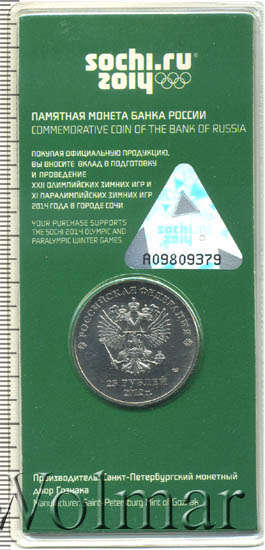 sochi.ru
2014
ПАМЯТНАЯ МОНЕТА БАНКА РОССИИ
COMMEMORATIVE COIN OF THE BANK OF RUSSIA
ПОКУПАЯ ОФИЦИАЛЬНУЮ ПРОДУКЦИЮ,
ВЫ ВНОСИТЕ ВКЛАД В ПОДГОТОВКУ
И ПРОВЕДЕНИЕ
XXII ОЛИМПИЙСКИХ ЗИМНИХ ИГР И
XI ПАРАЛИМПИЙСКИХ ЗИМНИХ ИГР
2014 ГОДА В ГОРОДЕ СОЧИ
YOUR PURCHASE SUPPORTS
THE SOCHI 2014 OLYMPIC AND
PARALYMPIC WINTER GAMES
sochi
2014
A09809379
РОССИЙСКАЯ ФЕДЕРАЦИЯ
25 РУБЛЕЙ
2012 г.
Производитель: Санкт-Петербургский монетный
двор Гознака
Manufacturer: Saint-Petersburg Mint of Goznak
Wolmar